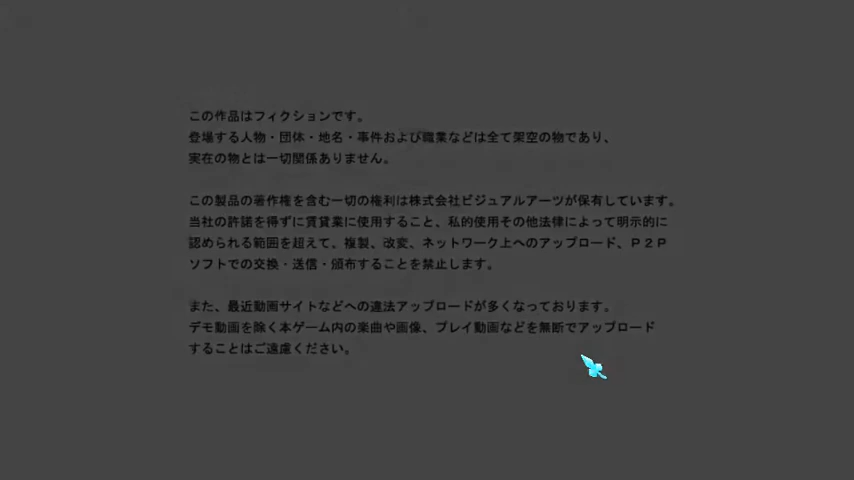 この作品はフィクションです。
登場する人物・団体・地名・事件および職業などは全て架空の物であり、
実在の物とは一切関係ありません。
この製品の著作権を含む一切の権利は株式会社ビジュアルアーツが保有しています。
当社の許諾を得ずに賃貸業に使用すること、私的使用その他法律によって明示的に
認められる範囲を超えて、複製、改変、ネットワーク上へのアップロード、Ｐ２Ｐ
ソフトでの交換・送信・頒布することを禁止します。
また、最近動画サイトなどへの違法アップロードが多くなっております。
デモ動画を除く本ゲーム内の楽曲や画像、プレイ動画などを無断でアップロード
することはご遠慮ください。